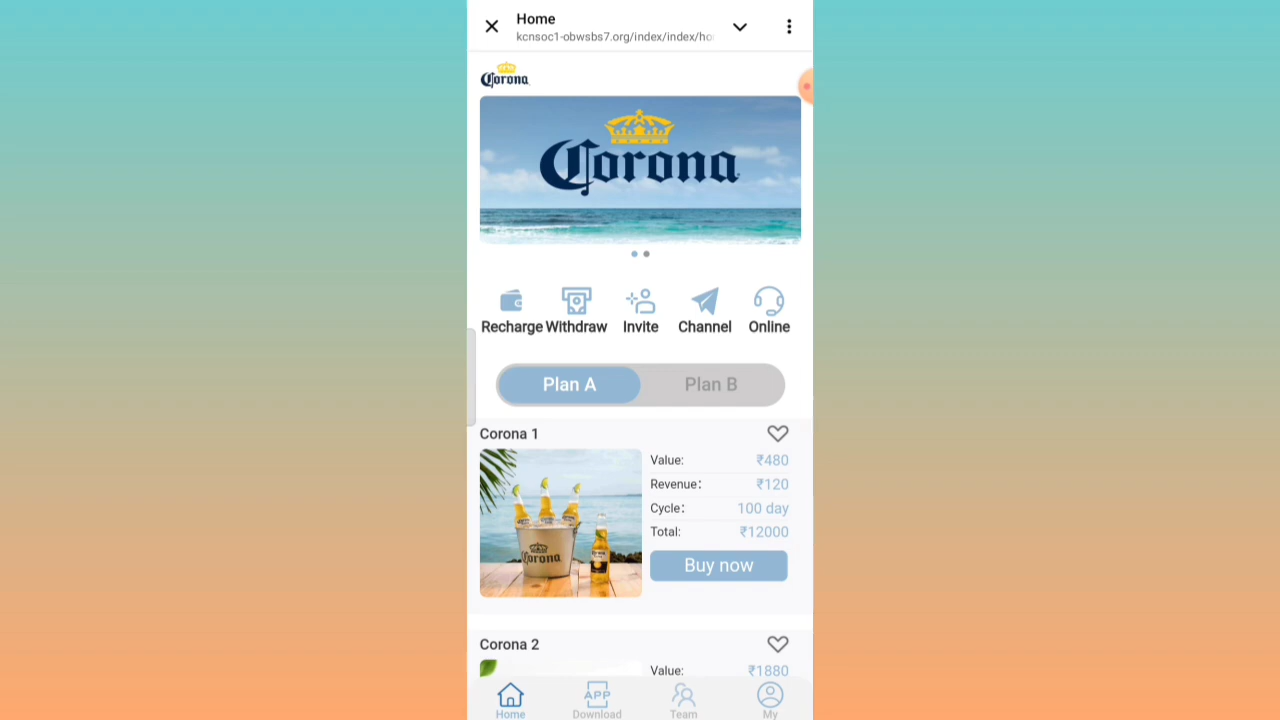 Home
kcnsoc1-obwsbs7.org/index/index/ho
Corona
Corona
Recharge Withdraw Invite Channel Online
Plan A Plan B
Corona 1
Value: ₹480
Revenue: ₹120
Cycle: 100 day
Total: ₹12000
Buy now
Corona
Corona 2
Value: ₹1880
APP
Home Download Team My